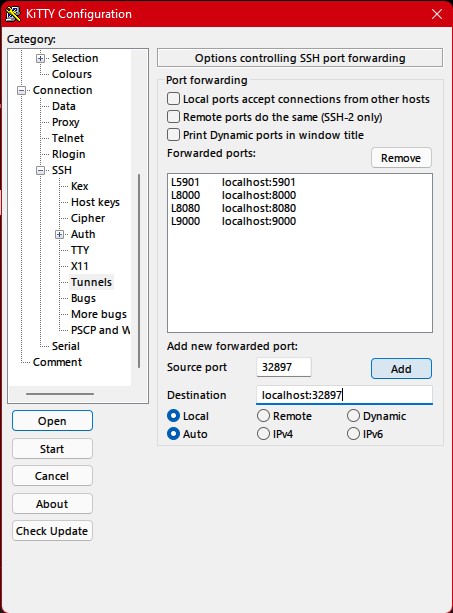 KiTTY Configuration
Category:
Selection
Colours
Connection
Data
Proxy
Telnet
Rlogin
SSH
Kex
Host keys
Cipher
Auth
TTY
X11
Tunnels
Bugs
More bugs
PSCP and W
Serial
Comment
Open
Start
Cancel
About
Check Update
Options controlling SSH port forwarding
Port forwarding
Local ports accept connections from other hosts
Remote ports do the same (SSH-2 only)
Print Dynamic ports in window title
Forwarded ports:
Remove
L5901 localhost:5901
L8000 localhost:8000
L8080 localhost:8080
L9000 localhost:9000
Add new forwarded port:
Source port 32897 Add
Destination localhost:32897
Local Remote Dynamic
Auto IPv4 IPv6